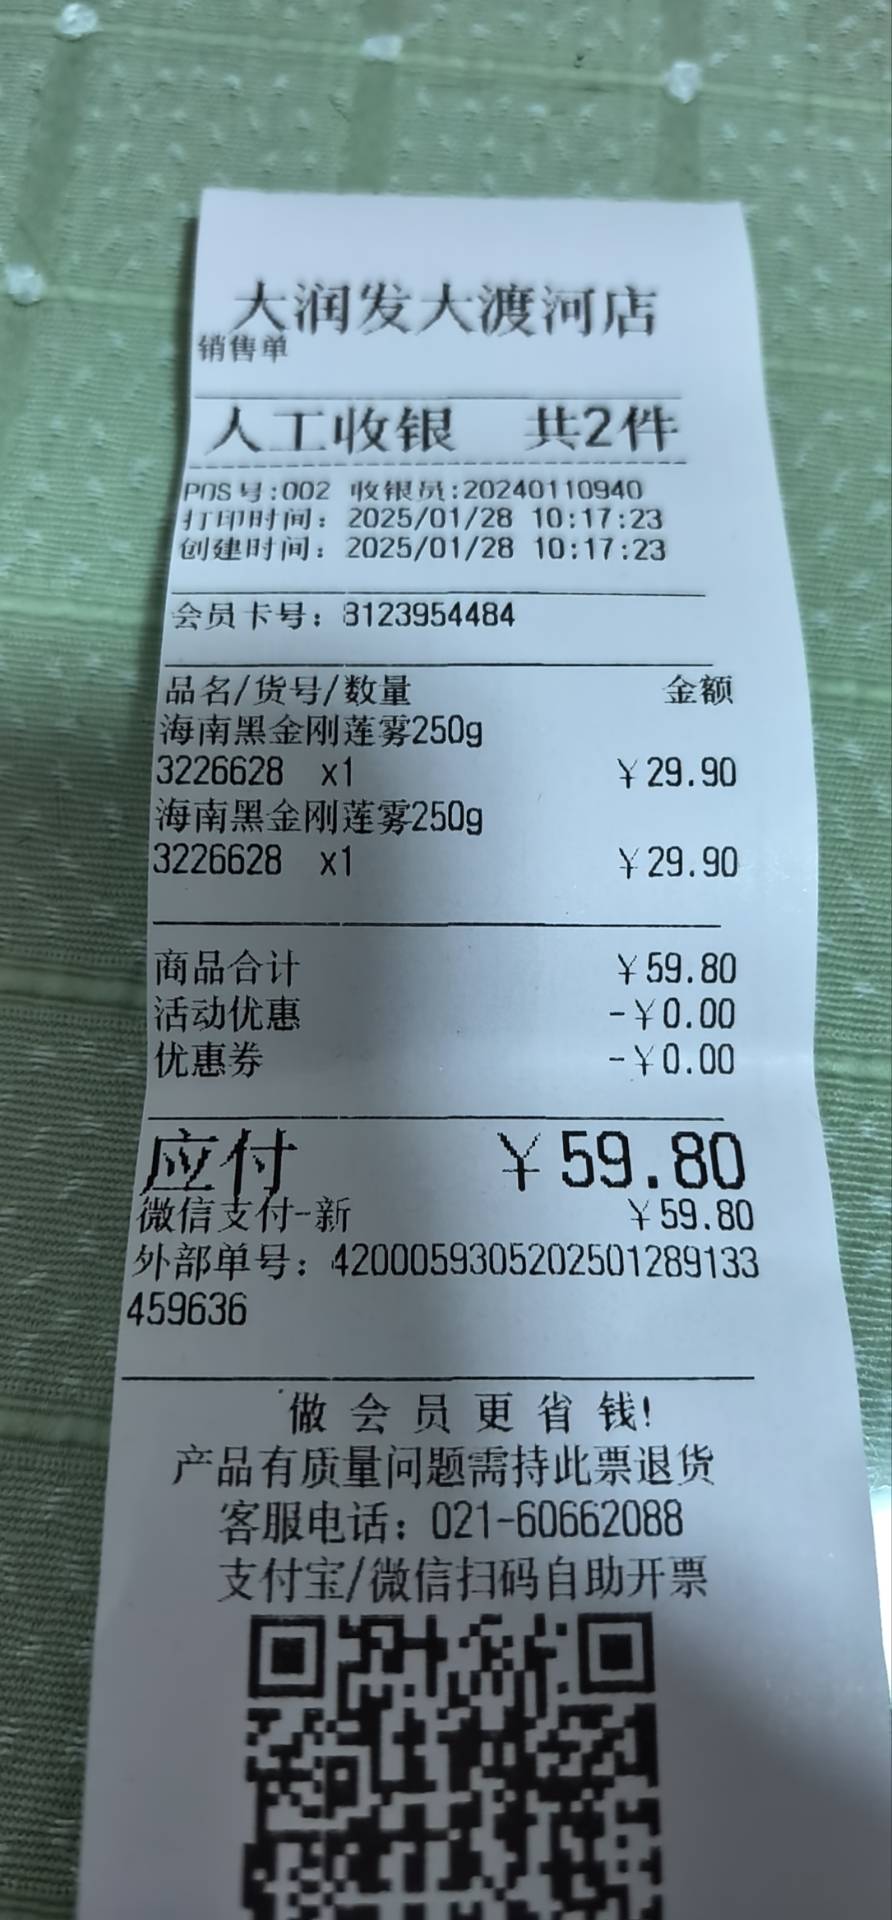 大润发大渡河店
销售单
人工收银 共2件
POS号:002 收银员:20240110940
打印时间: 2025/01/28 10:17:23
创建时间: 2025/01/28 10:17:23
会员卡号: 8123954484
品名/货号/数量 金额
海南黑金刚莲雾250g
3226628 x1 ¥29.90
海南黑金刚莲雾250g
3226628 x1 ¥29.90
商品合计 ¥59.80
活动优惠 -¥0.00
优惠券 -¥0.00
应付 ¥59.80
微信支付-新 ¥59.80
外部单号: 4200059305202501289133
459636
做会员更省钱!
产品有质量问题需持此票退货
客服电话: 021-60662088
支付宝/微信扫码自助开票